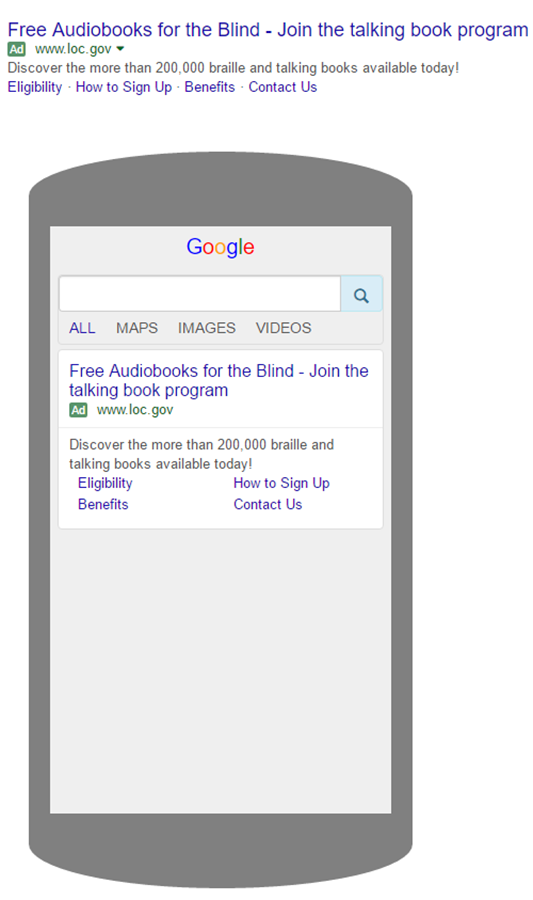 Free Audiobooks for the Blind - Join the talking book program
Ad www.loc.gov
Discover the more than 200,000 braille and talking books available today!
Eligibility · How to Sign Up · Benefits · Contact Us
Google
ALL MAPS IMAGES VIDEOS
Free Audiobooks for the Blind - Join the
talking book program
Ad www.loc.gov
Discover the more than 200,000 braille and
talking books available today!
Eligibility How to Sign Up
Benefits Contact Us